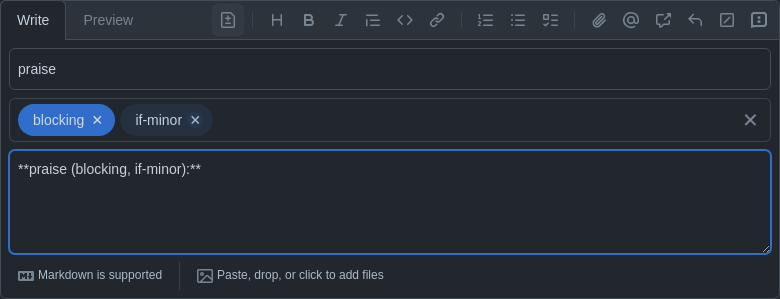 Write Preview
praise
blocking if-minor
**praise (blocking, if-minor):**
Markdown is supported Paste, drop, or click to add files